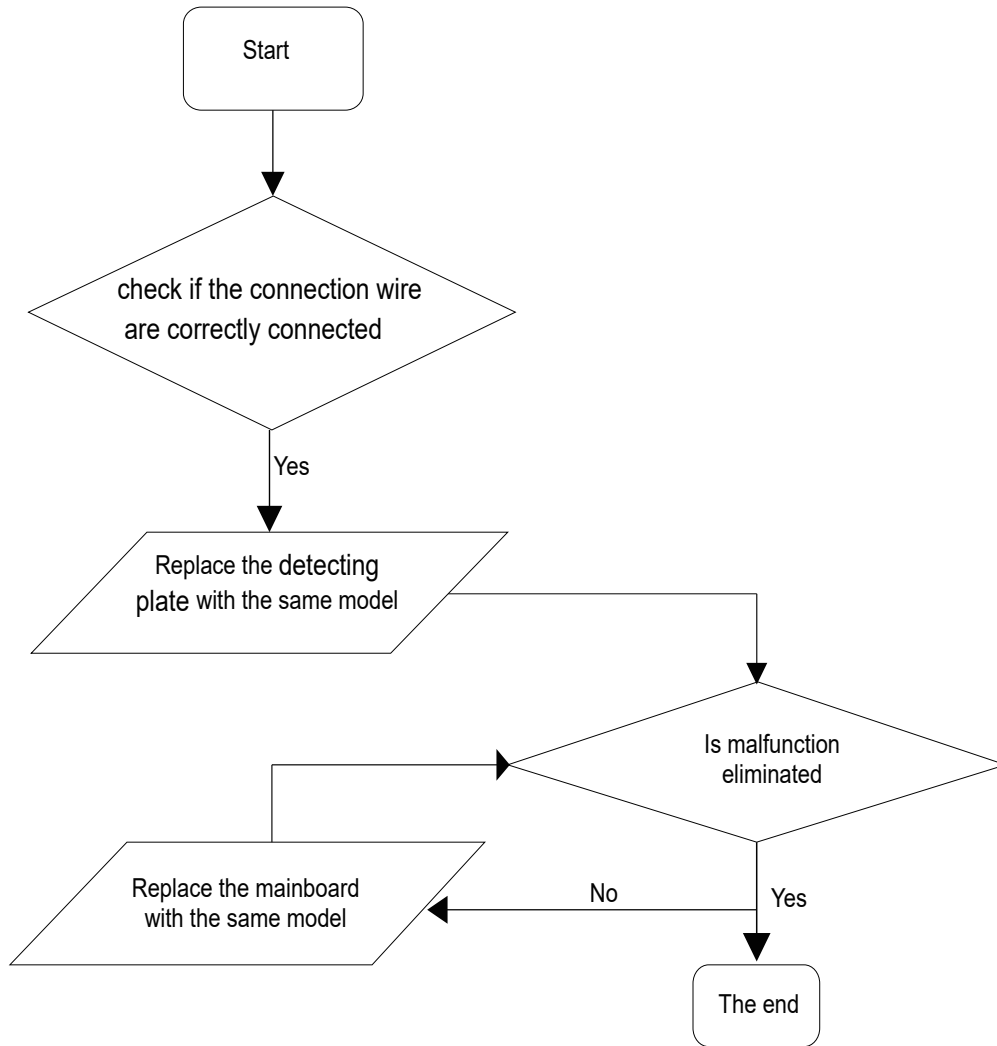 Start
check if the connection wire
are correctly connected
Yes
Replace the detecting
plate with the same model
Is malfunction
eliminated
Replace the mainboard
with the same model
No
Yes
The end